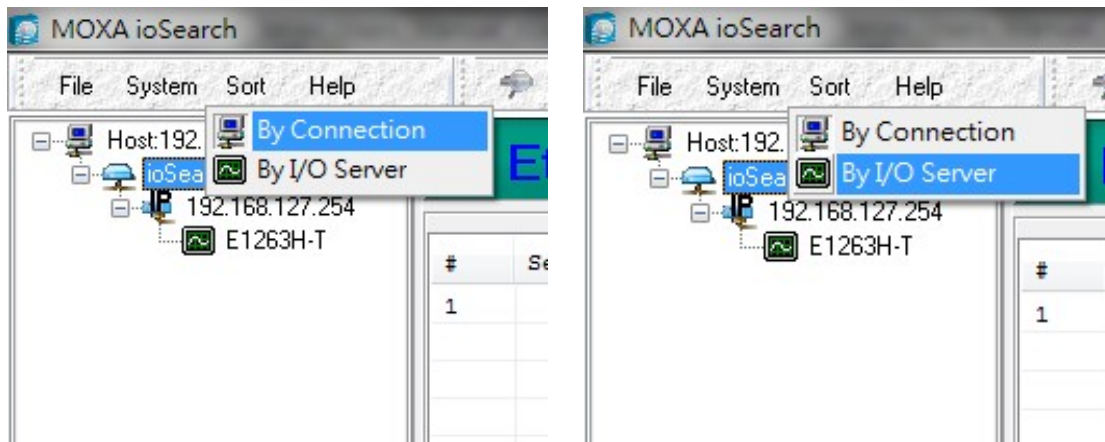 MOXA ioSearch
File System Sort Help
By Connection
By I/O Server
Host:192.
ioSea
192.168.127.254
E1263H-T
Et
# Se
1
MOXA ioSearch
File System Sort Help
By Connection
By I/O Server
Host:192.
ioSea
192.168.127.254
E1263H-T
#
1